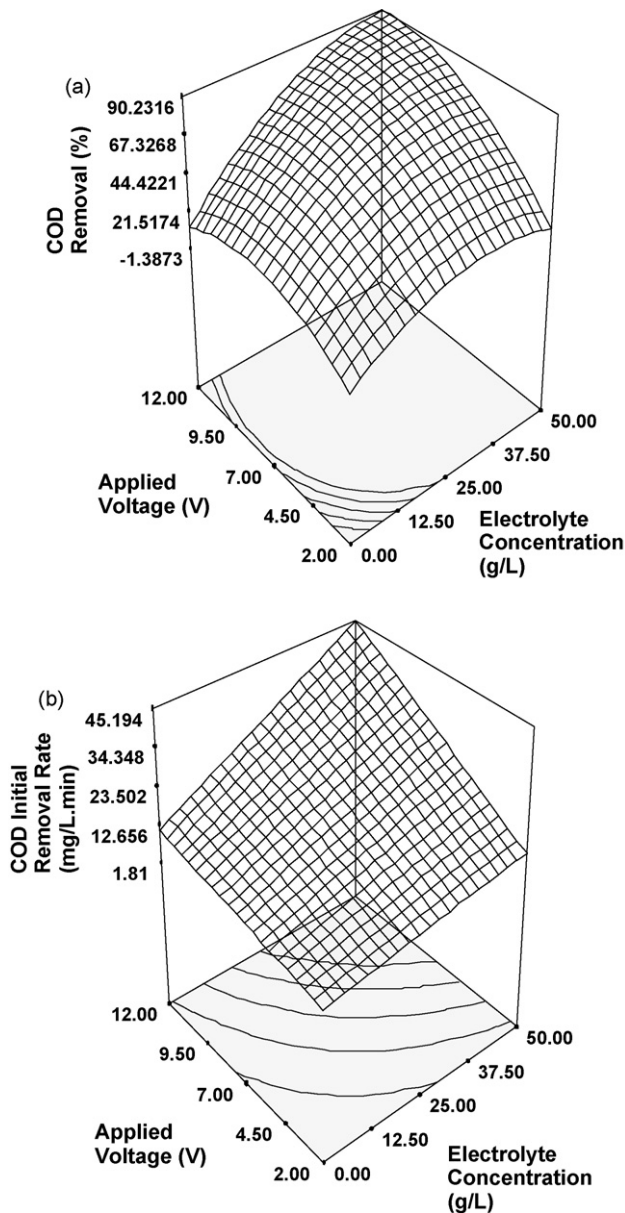 (a)
90.2316
67.3268
44.4221
21.5174
-1.3873
COD
Removal (%)
12.00
9.50
7.00
4.50
2.00
Applied
Voltage (V)
0.00
12.50
25.00
37.50
50.00
Electrolyte
Concentration
(g/L)
(b)
45.194
34.348
23.502
12.656
1.81
COD Initial
Removal Rate
(mg/L.min)
12.00
9.50
7.00
4.50
2.00
Applied
Voltage (V)
0.00
12.50
25.00
37.50
50.00
Electrolyte
Concentration
(g/L)